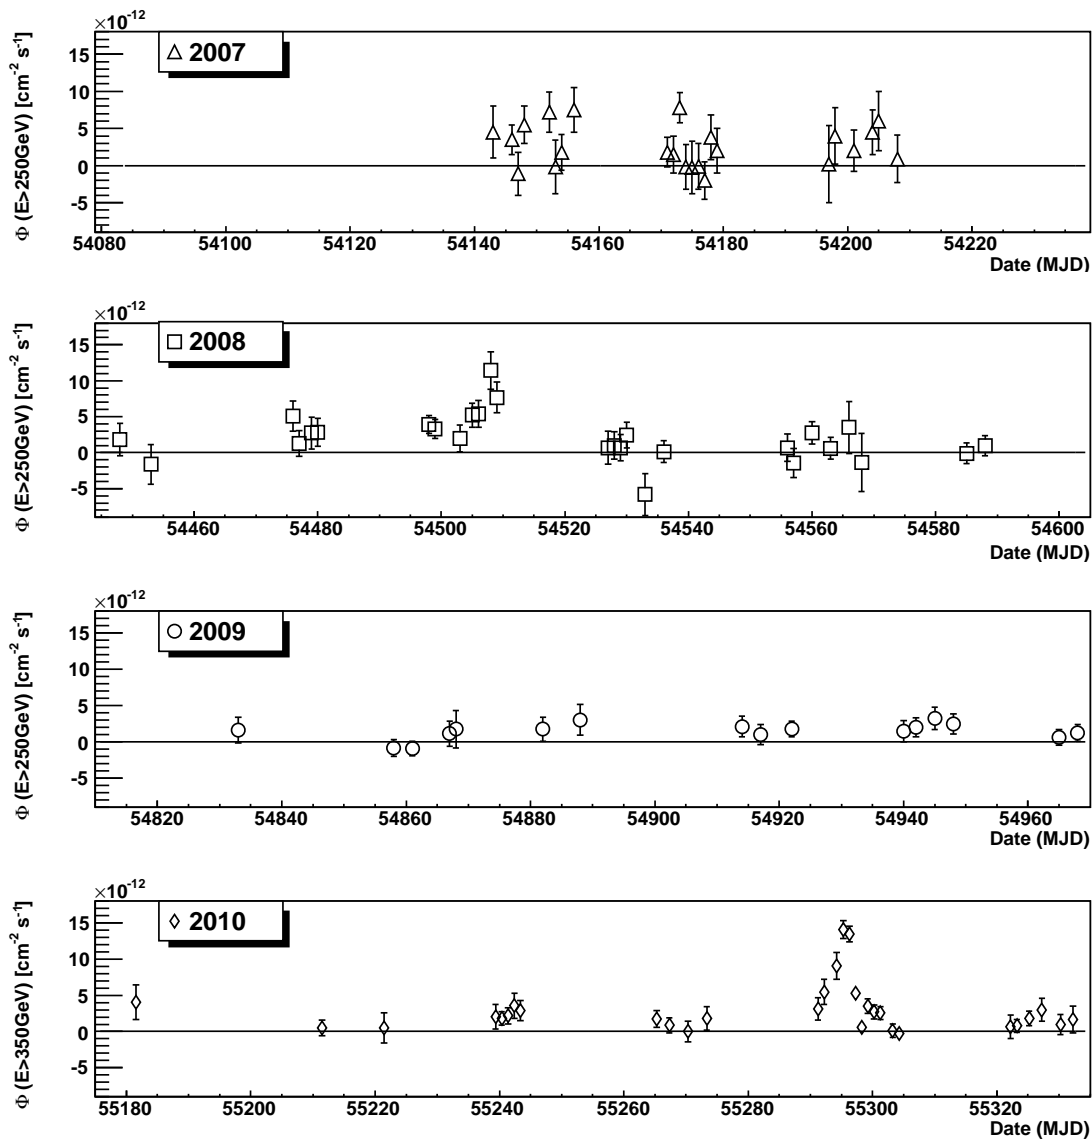 ×10⁻¹²
Φ (E>250GeV) [cm⁻² s⁻¹]
2007
15
10
5
0
-5
54080 54100 54120 54140 54160 54180 54200 54220
Date (MJD)
×10⁻¹²
Φ (E>250GeV) [cm⁻² s⁻¹]
2008
15
10
5
0
-5
54460 54480 54500 54520 54540 54560 54580 54600
Date (MJD)
×10⁻¹²
Φ (E>250GeV) [cm⁻² s⁻¹]
2009
15
10
5
0
-5
54820 54840 54860 54880 54900 54920 54940 54960
Date (MJD)
×10⁻¹²
Φ (E>350GeV) [cm⁻² s⁻¹]
2010
15
10
5
0
-5
55180 55200 55220 55240 55260 55280 55300 55320
Date (MJD)